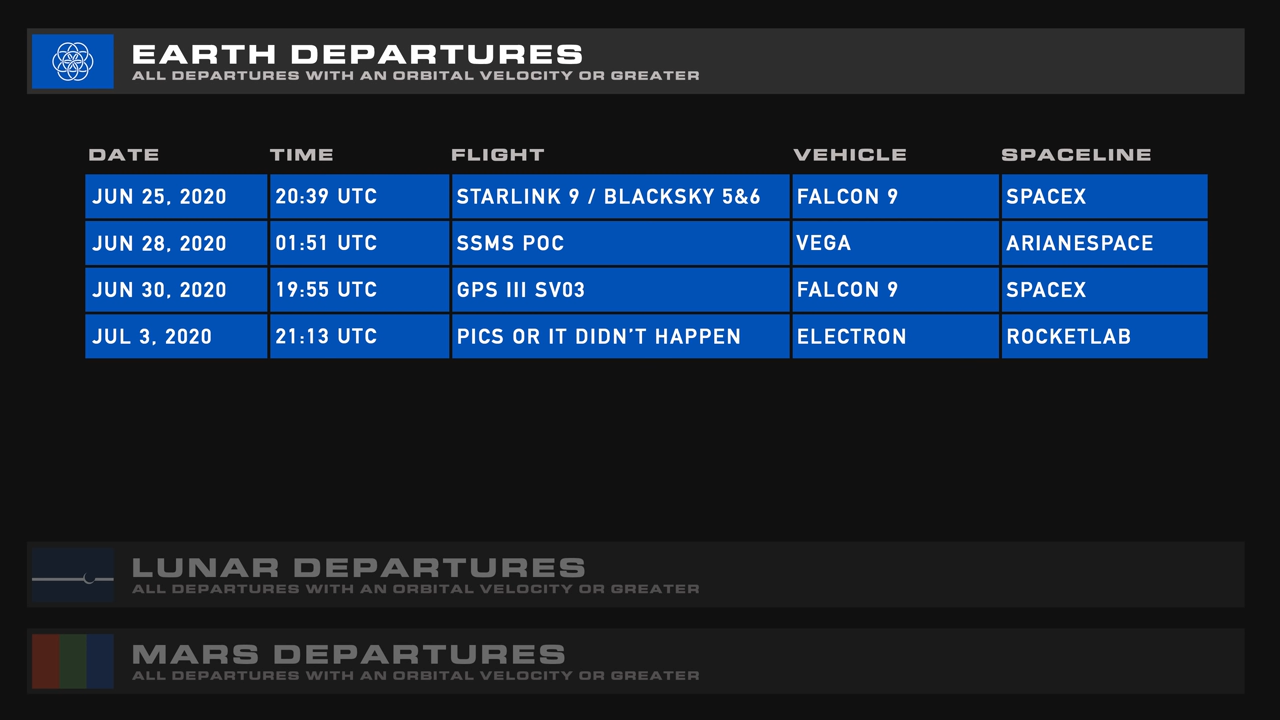 EARTH DEPARTURES
ALL DEPARTURES WITH AN ORBITAL VELOCITY OR GREATER
DATE TIME FLIGHT VEHICLE SPACELINE
JUN 25, 2020 20:39 UTC STARLINK 9 / BLACKSKY 5&6 FALCON 9 SPACEX
JUN 28, 2020 01:51 UTC SSMS POC VEGA ARIANESPACE
JUN 30, 2020 19:55 UTC GPS III SV03 FALCON 9 SPACEX
JUL 3, 2020 21:13 UTC PICS OR IT DIDN’T HAPPEN ELECTRON ROCKETLAB
LUNAR DEPARTURES
ALL DEPARTURES WITH AN ORBITAL VELOCITY OR GREATER
MARS DEPARTURES
ALL DEPARTURES WITH AN ORBITAL VELOCITY OR GREATER